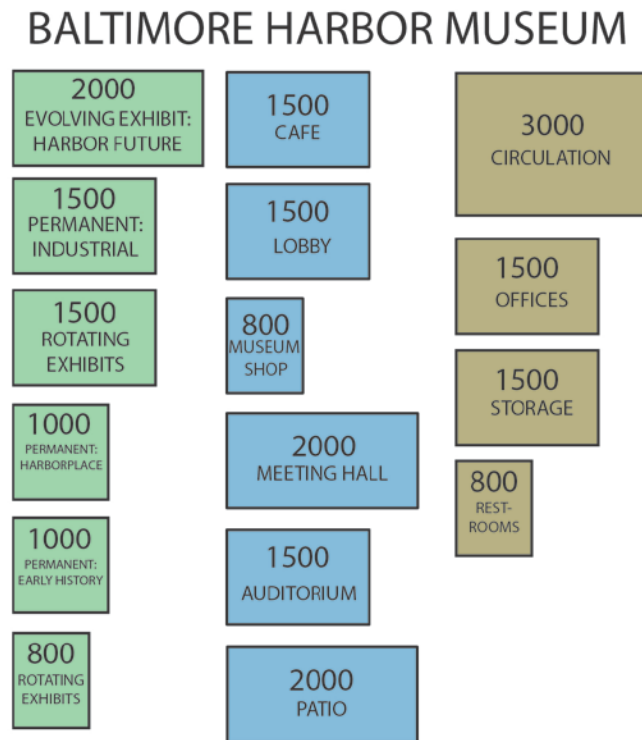 BALTIMORE HARBOR MUSEUM
2000
EVOLVING EXHIBIT:
HARBOR FUTURE
1500
PERMANENT:
INDUSTRIAL
1500
ROTATING
EXHIBITS
1000
PERMANENT:
HARBORPLACE
1000
PERMANENT:
EARLY HISTORY
800
ROTATING
EXHIBITS
1500
CAFE
1500
LOBBY
800
MUSEUM
SHOP
2000
MEETING HALL
1500
AUDITORIUM
2000
PATIO
3000
CIRCULATION
1500
OFFICES
1500
STORAGE
800
REST-
ROOMS